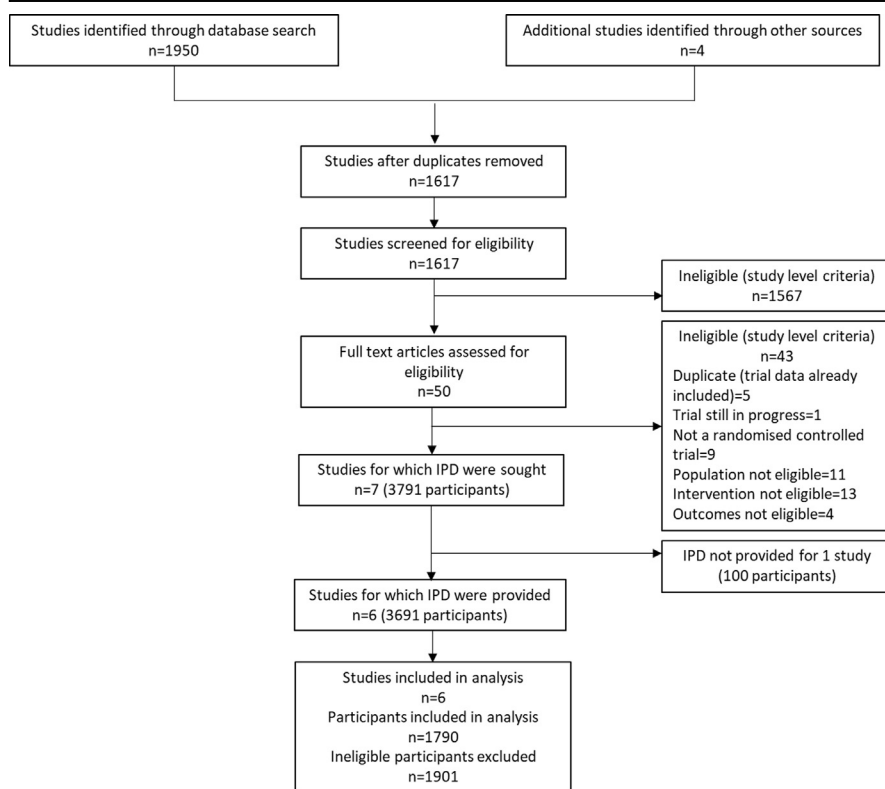 Studies identified through database search
n=1950
Additional studies identified through other sources
n=4
Studies after duplicates removed
n=1617
Studies screened for eligibility
n=1617
Ineligible (study level criteria)
n=1567
Full text articles assessed for
eligibility
n=50
Ineligible (study level criteria)
n=43
Duplicate (trial data already
included)=5
Trial still in progress=1
Not a randomised controlled
trial=9
Population not eligible=11
Intervention not eligible=13
Outcomes not eligible=4
Studies for which IPD were sought
n=7 (3791 participants)
IPD not provided for 1 study
(100 participants)
Studies for which IPD were provided
n=6 (3691 participants)
Studies included in analysis
n=6
Participants included in analysis
n=1790
Ineligible participants excluded
n=1901